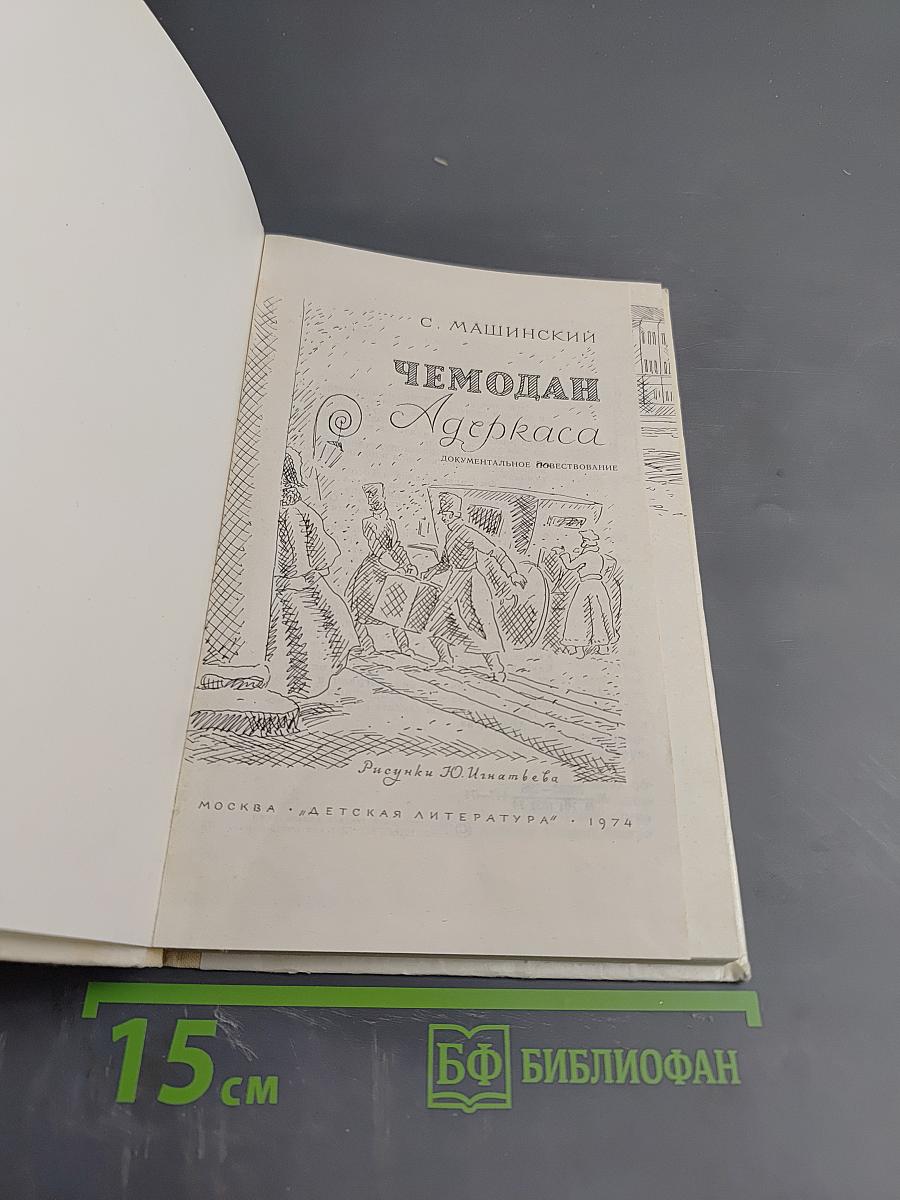 С. МАШИНСКИЙ
ЧЕМОДАН
Адеркаса
ДОКУМЕНТАЛЬНОЕ ПОВЕСТВОВАНИЕ
Рисунки Ю. Игнатьева
МОСКВА · „ДЕТСКАЯ ЛИТЕРАТУРА" · 1974
15 см
БФ БИБЛИОФАН